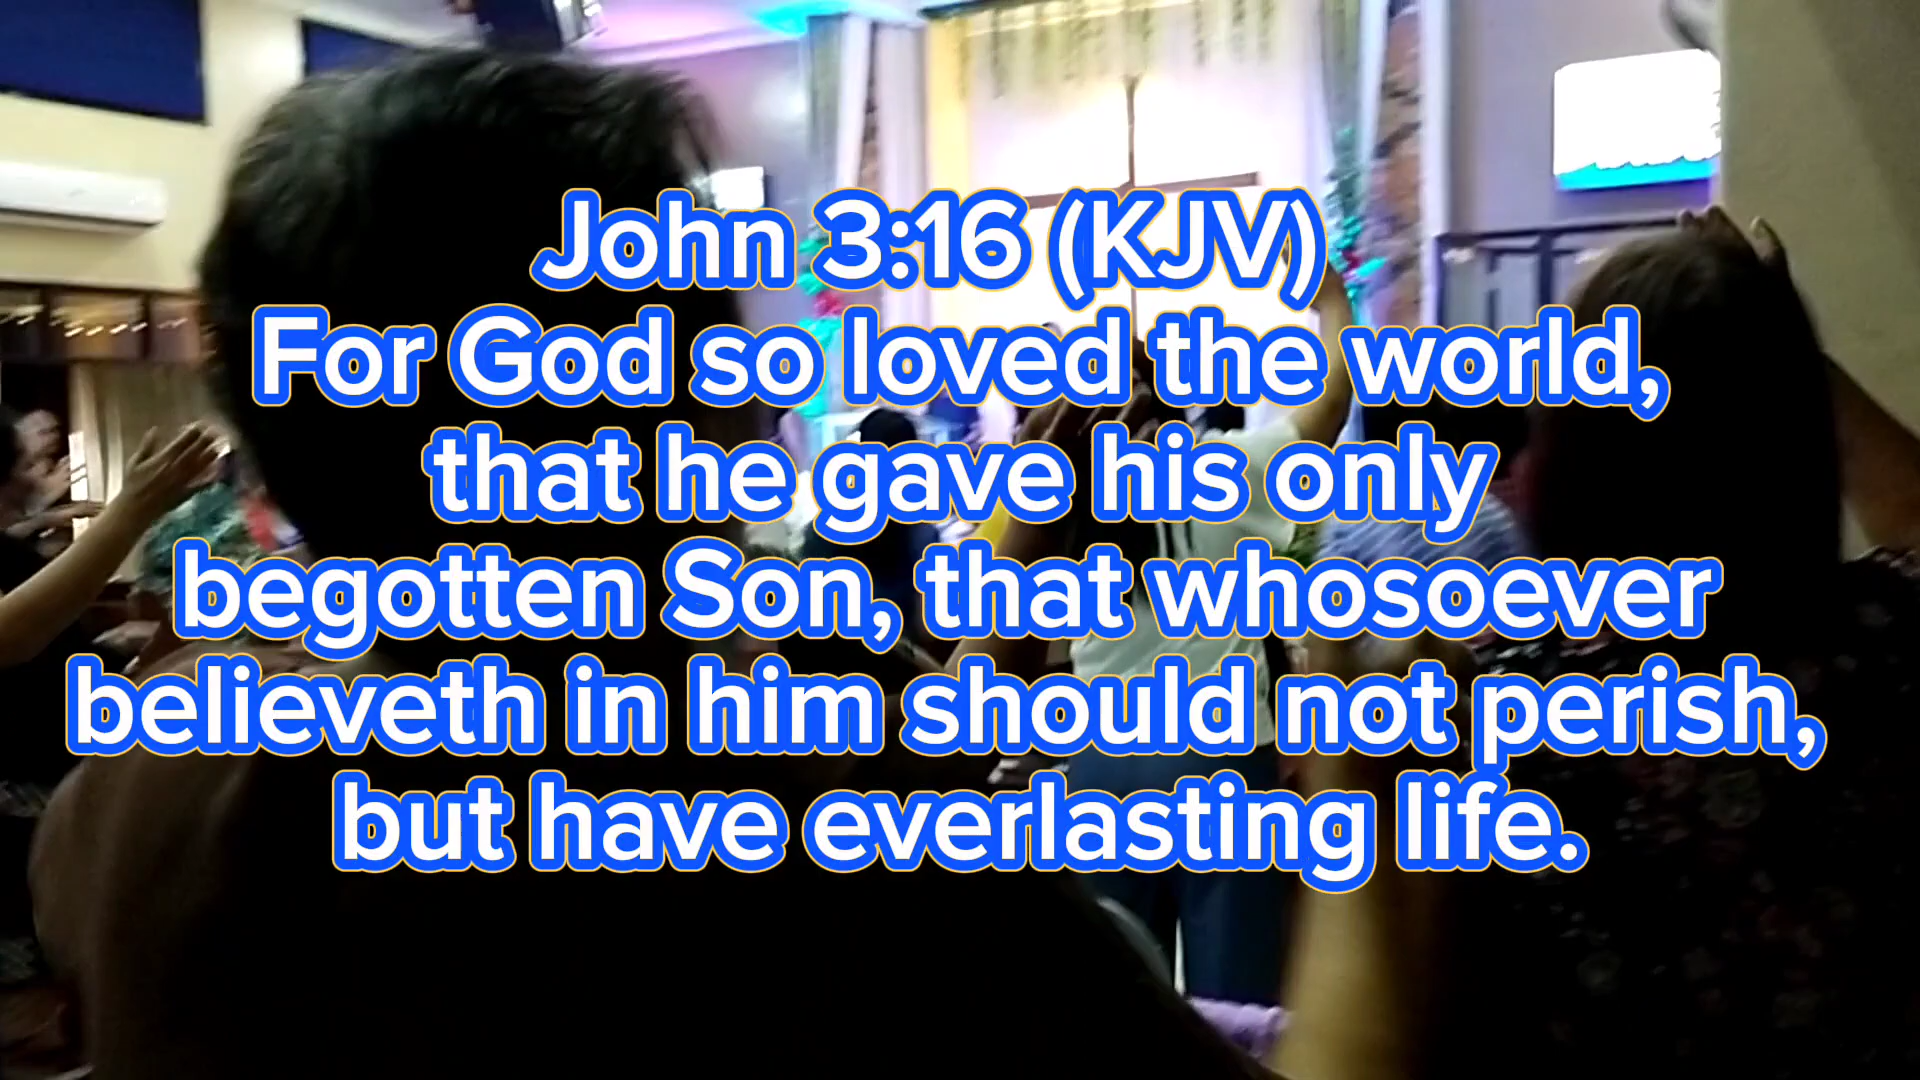 John 3:16 (KJV)
For God so loved the world,
that he gave his only
begotten Son, that whosoever
believeth in him should not perish,
but have everlasting life.